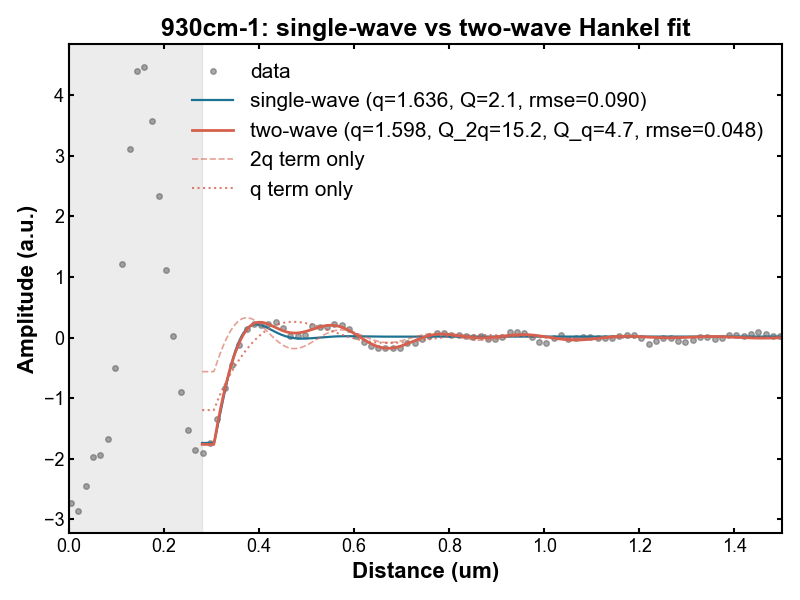 930cm-1: single-wave vs two-wave Hankel fit
data
single-wave (q=1.636, Q=2.1, rmse=0.090)
two-wave (q=1.598, Q_2q=15.2, Q_q=4.7, rmse=0.048)
2q term only
q term only
Amplitude (a.u.)
4
3
2
1
0
−1
−2
−3
0.0 0.2 0.4 0.6 0.8 1.0 1.2 1.4
Distance (um)